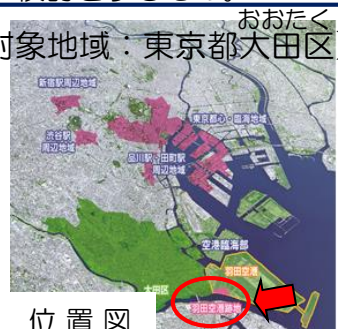 おおたく
対象地域：東京都大田区
新宿駅周辺地域
渋谷駅
周辺地域
東京都心・臨海地域
品川駅・田町駅
周辺地域
空港臨海部
羽田空港
大田区
羽田空港跡地
位置図